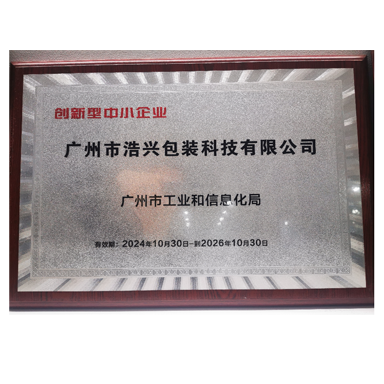 创新型中小企业
广州市浩兴包装科技有限公司
广州市工业和信息化局
有效期：2024年10月30日--到2026年10月30日